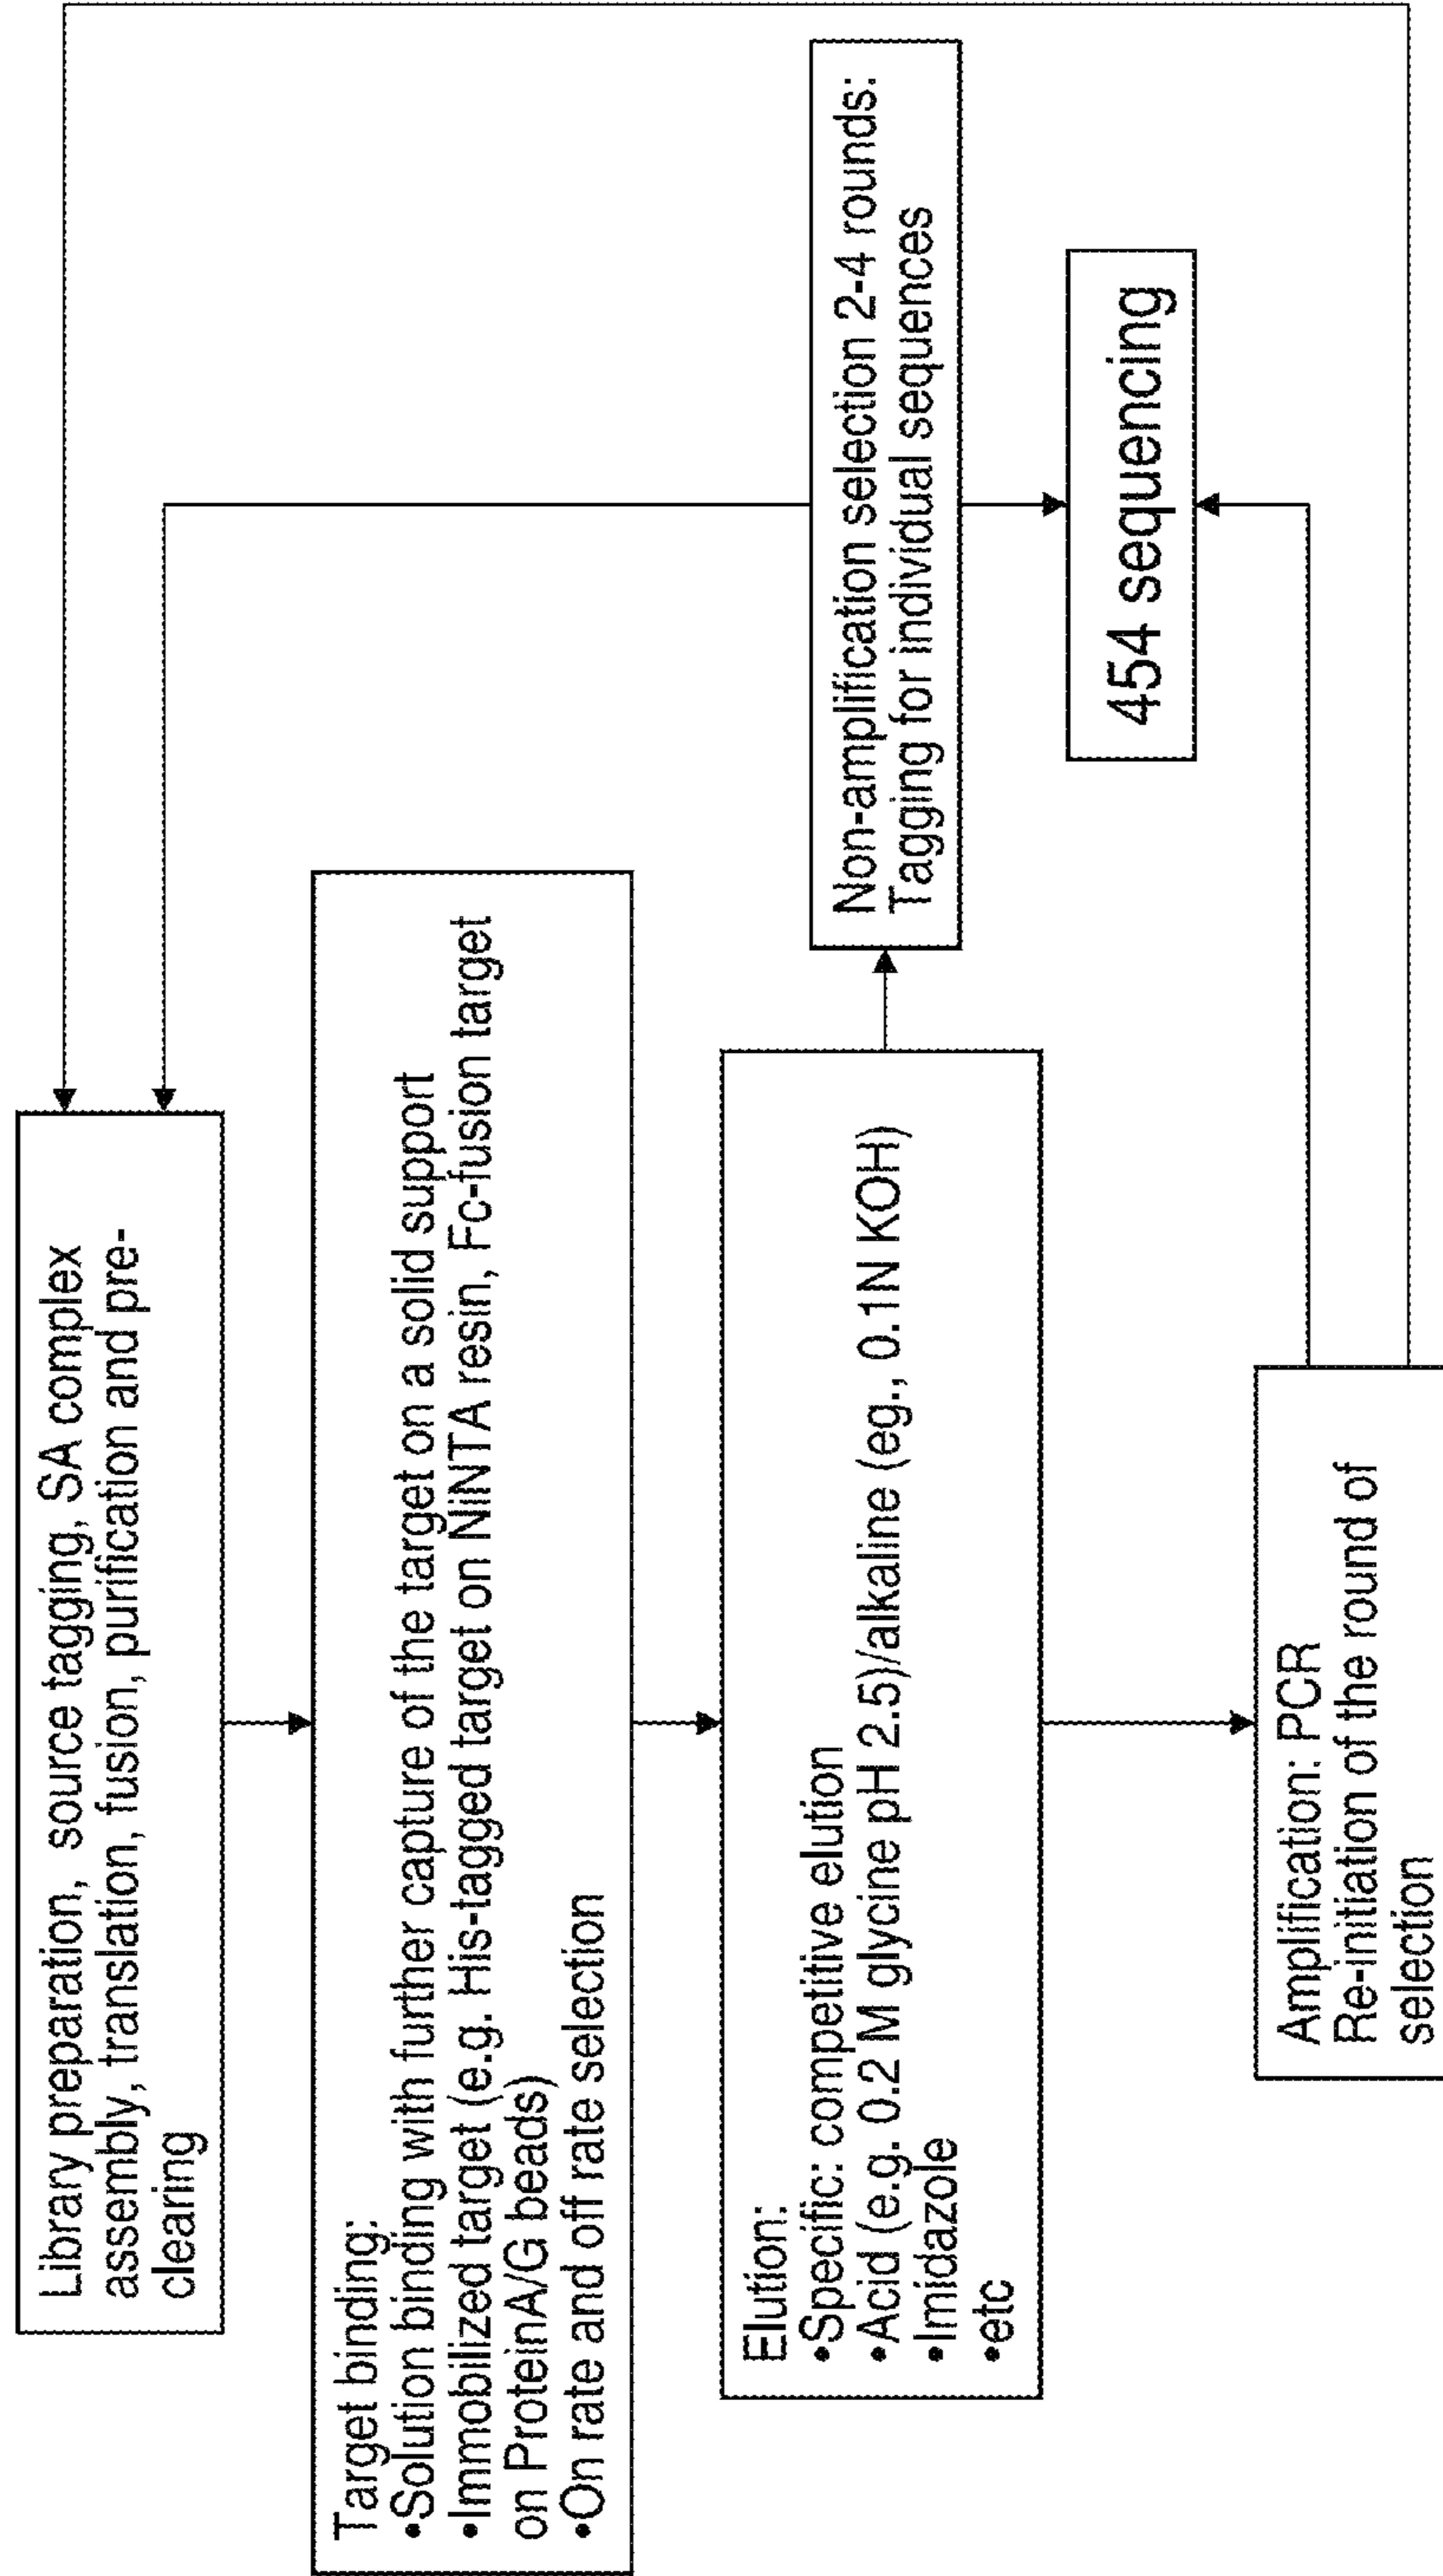 Library preparation, source tagging, SA complex
assembly, translation, fusion, purification and pre-
clearing
Target binding:
•Solution binding with further capture of the target on a solid support
•Immobilized target (e.g. His-tagged target on NiNTA resin, Fc-fusion target
on ProteinA/G beads)
•On rate and off rate selection
Elution:
•Specific: competitive elution
•Acid (e.g. 0.2 M glycine pH 2.5)/alkaline (eg., 0.1N KOH)
•Imidazole
•etc
Non-amplification selection 2-4 rounds:
Tagging for individual sequences
454 sequencing
Amplification: PCR
Re-initiation of the round of
selection